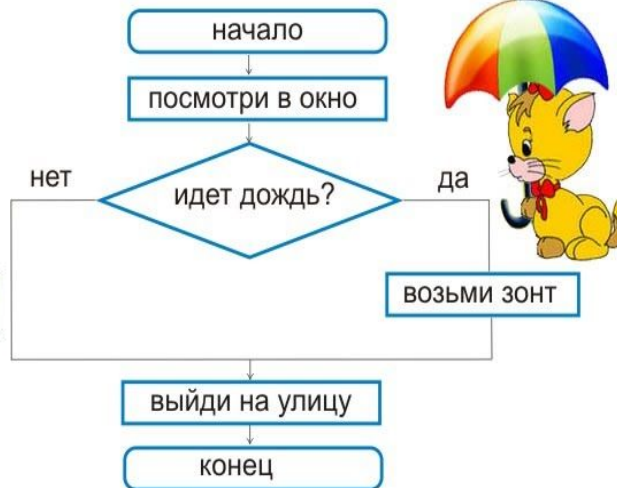 начало
посмотри в окно
нет
идет дождь?
да
возьми зонт
выйди на улицу
конец